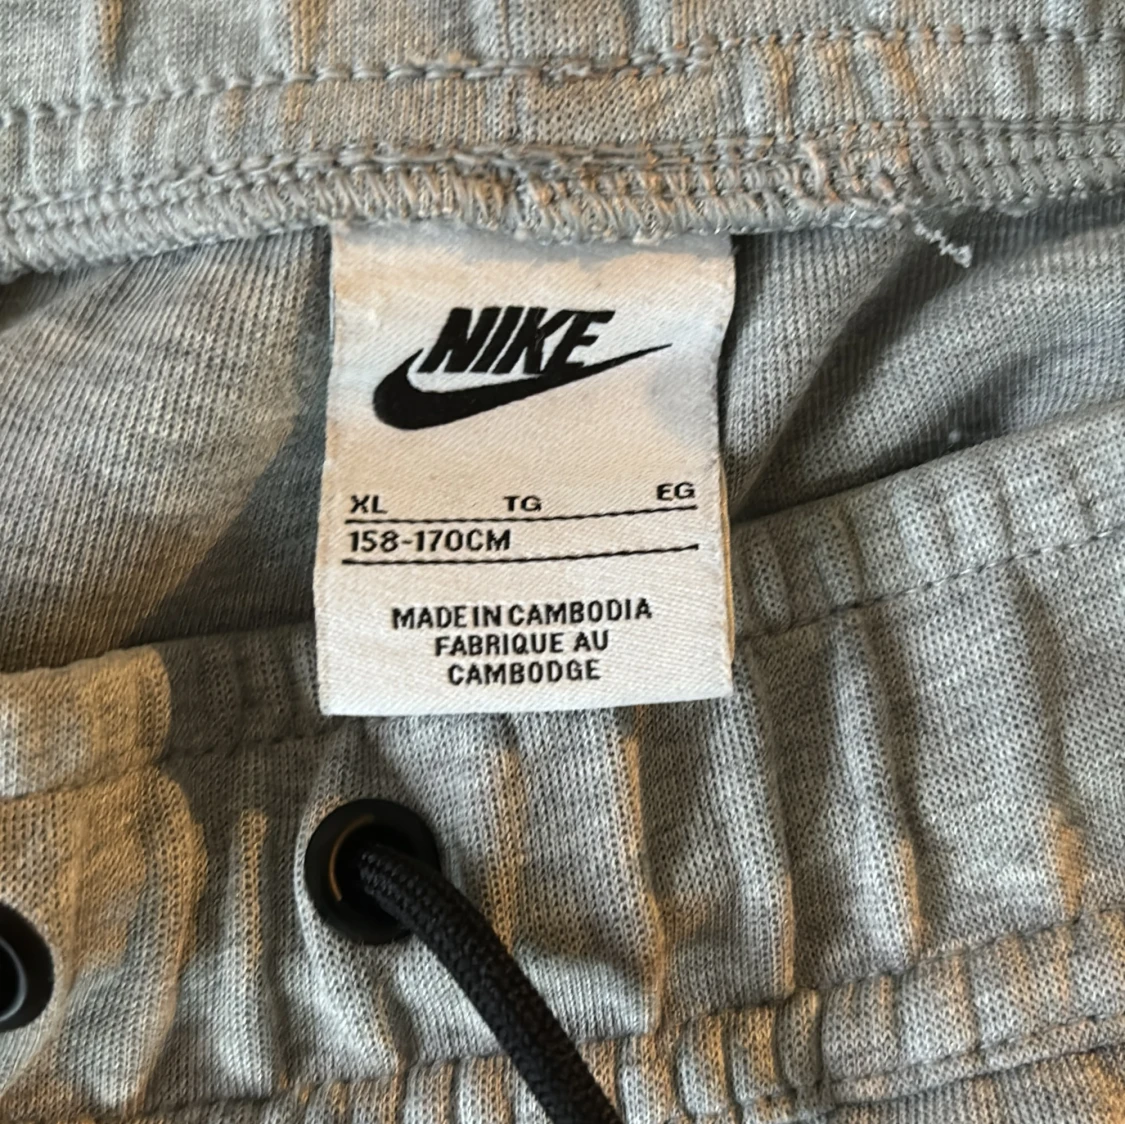 NIKE
XL TG EG
158-170CM
MADE IN CAMBODIA
FABRIQUE AU
CAMBODGE